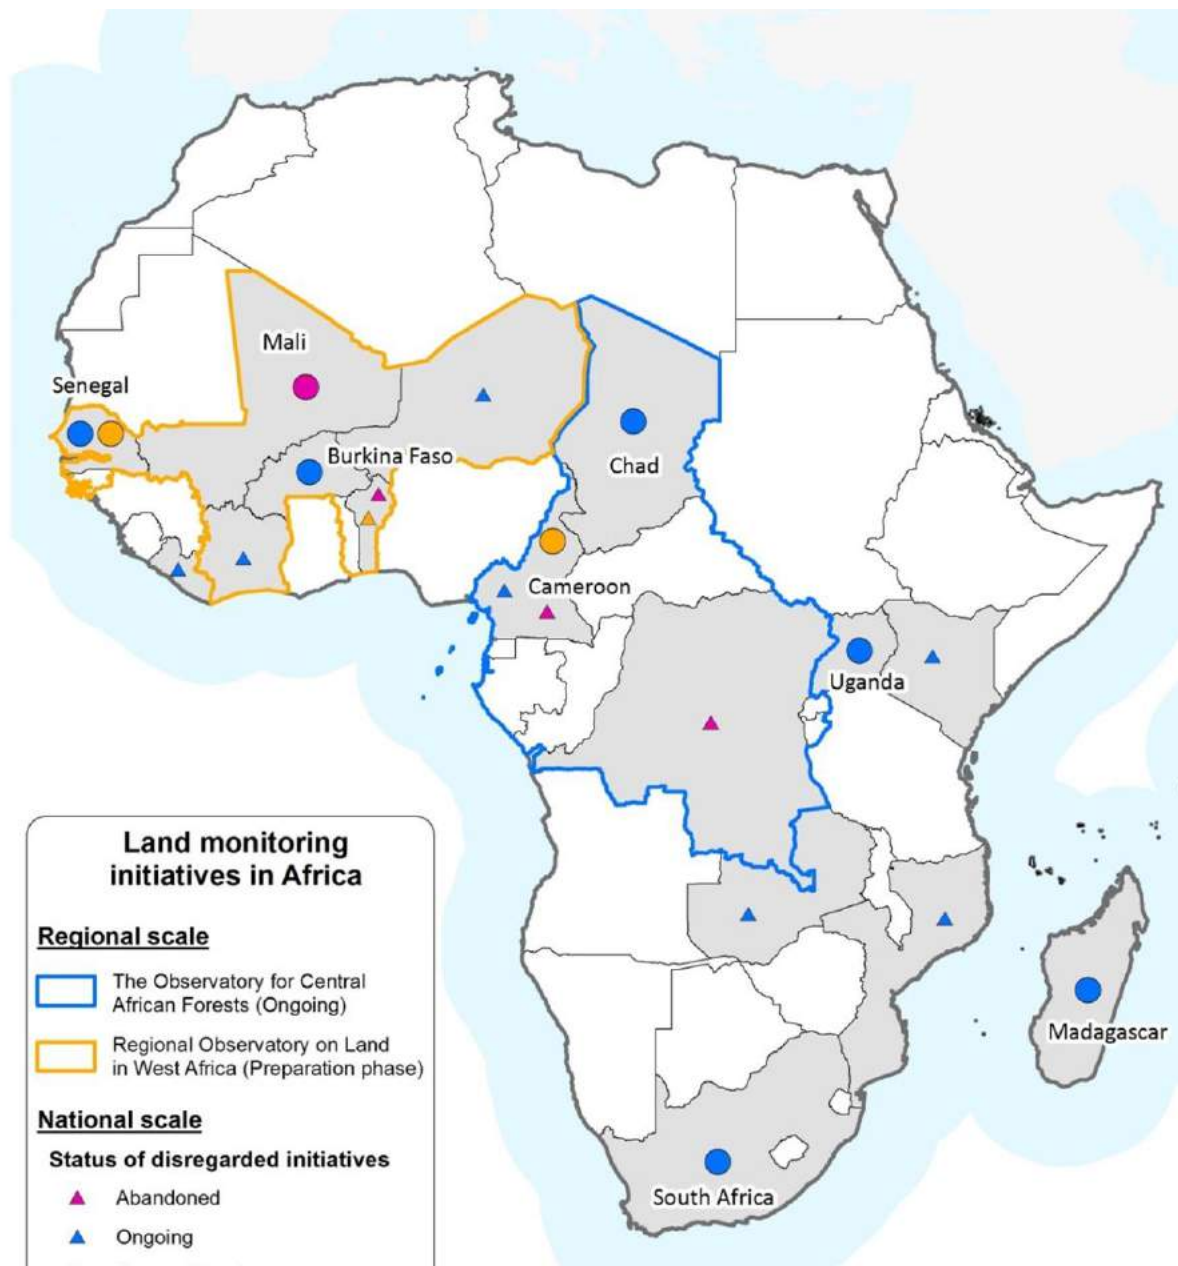 Mali
Senegal
Burkina Faso
Chad
Cameroon
Uganda
Madagascar
South Africa
Land monitoring
initiatives in Africa
Regional scale
The Observatory for Central
African Forests (Ongoing)
Regional Observatory on Land
in West Africa (Preparation phase)
National scale
Status of disregarded initiatives
Abandoned
Ongoing